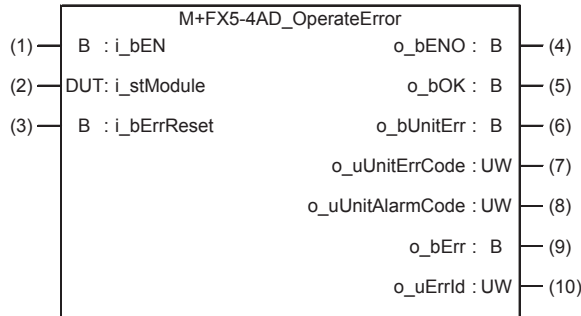 M+FX5-4AD_OperateError
(1) B : i_bEN o_bENO : B (4)
(2) DUT: i_stModule o_bOK : B (5)
(3) B : i_bErrReset o_bUnitErr : B (6)
o_uUnitErrCode : UW (7)
o_uUnitAlarmCode : UW (8)
o_bErr : B (9)
o_uErrId : UW (10)